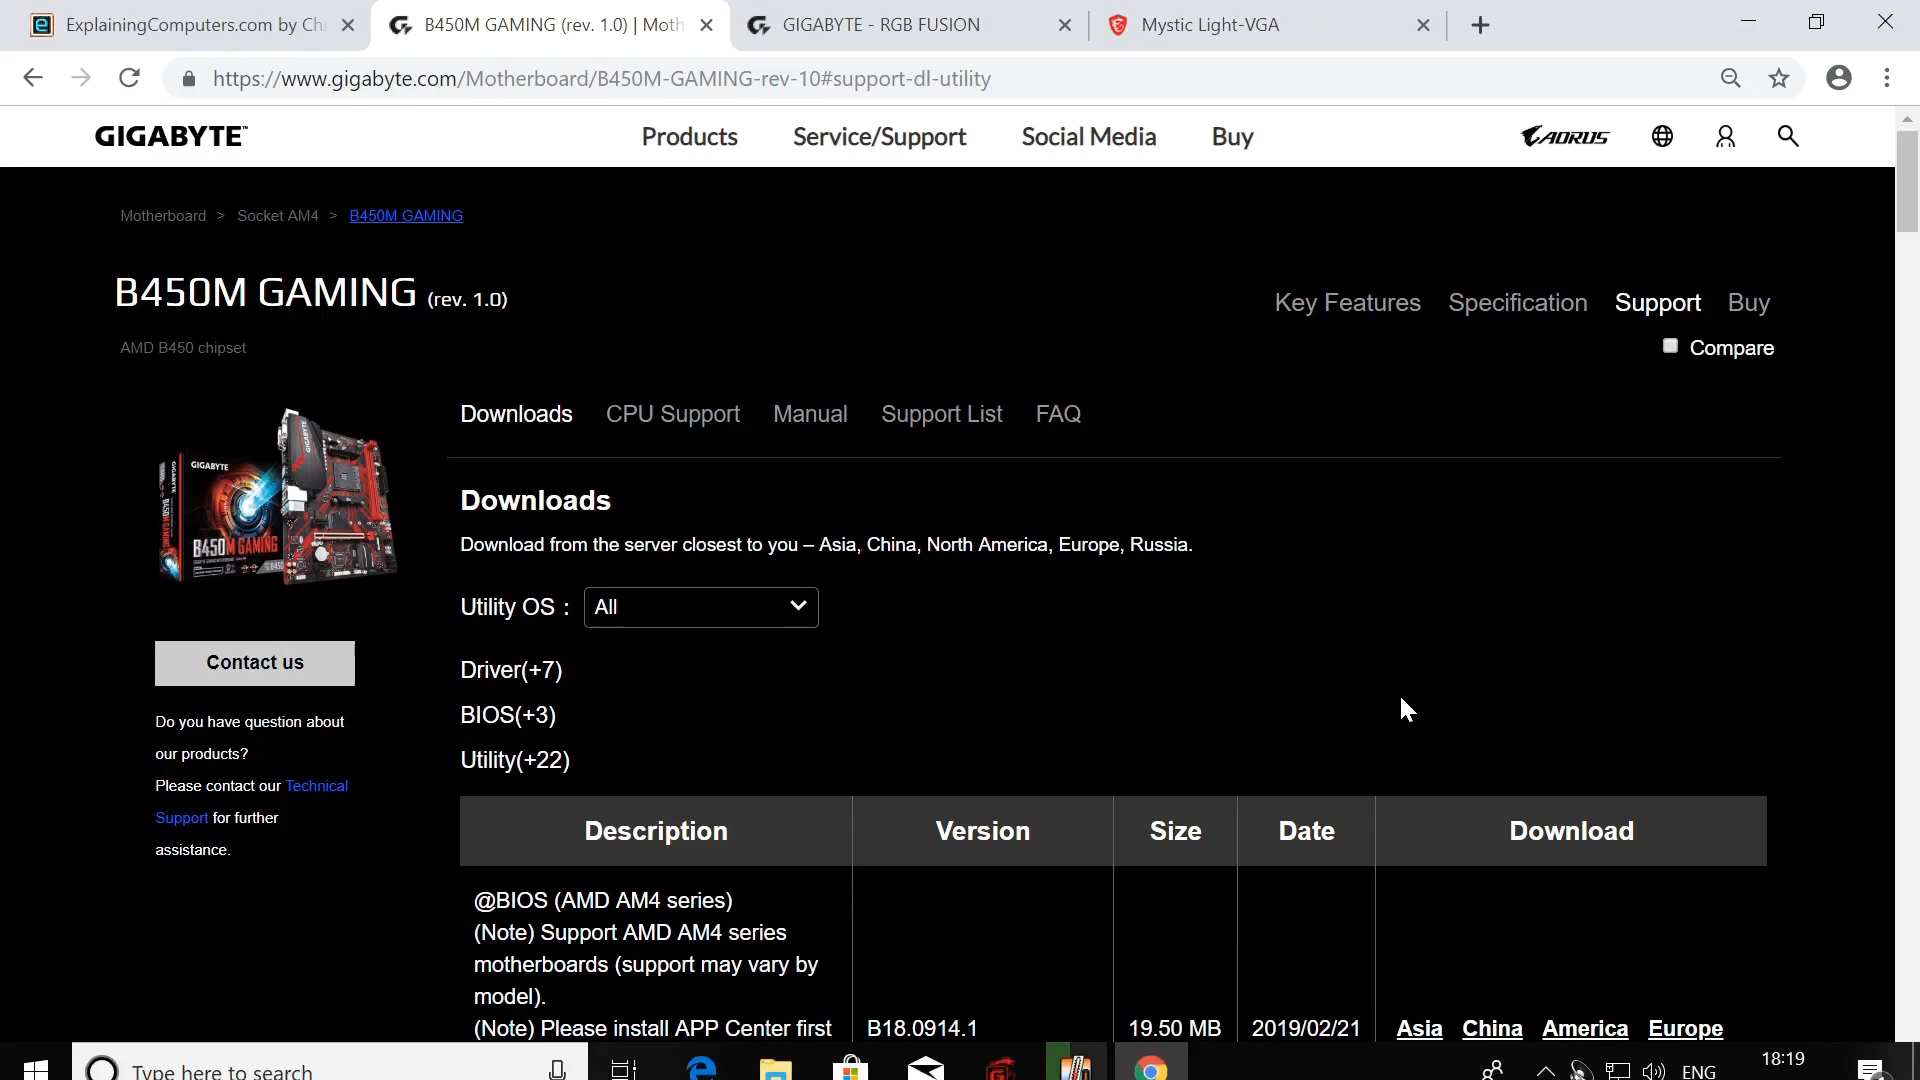 ExplainingComputers.com by Ch
B450M GAMING (rev. 1.0) | Moth
GIGABYTE - RGB FUSION
Mystic Light-VGA
https://www.gigabyte.com/Motherboard/B450M-GAMING-rev-10#support-dl-utility
GIGABYTE™
Products
Service/Support
Social Media
Buy
AORUS
Motherboard > Socket AM4 > B450M GAMING
B450M GAMING (rev. 1.0)
Key Features
Specification
Support
Buy
AMD B450 chipset
Compare
Downloads
CPU Support
Manual
Support List
FAQ
GIGABYTE
B450M GAMING
Downloads
Download from the server closest to you – Asia, China, North America, Europe, Russia.
Utility OS : All
Contact us
Driver(+7)
Do you have question about
our products?
Please contact our Technical
Support for further
assistance.
BIOS(+3)
Utility(+22)
Description Version Size Date Download
@BIOS (AMD AM4 series)
(Note) Support AMD AM4 series
motherboards (support may vary by
model).
(Note) Please install APP Center first
B18.0914.1 19.50 MB 2019/02/21 Asia China America Europe
Type here to search
ENG
18:19